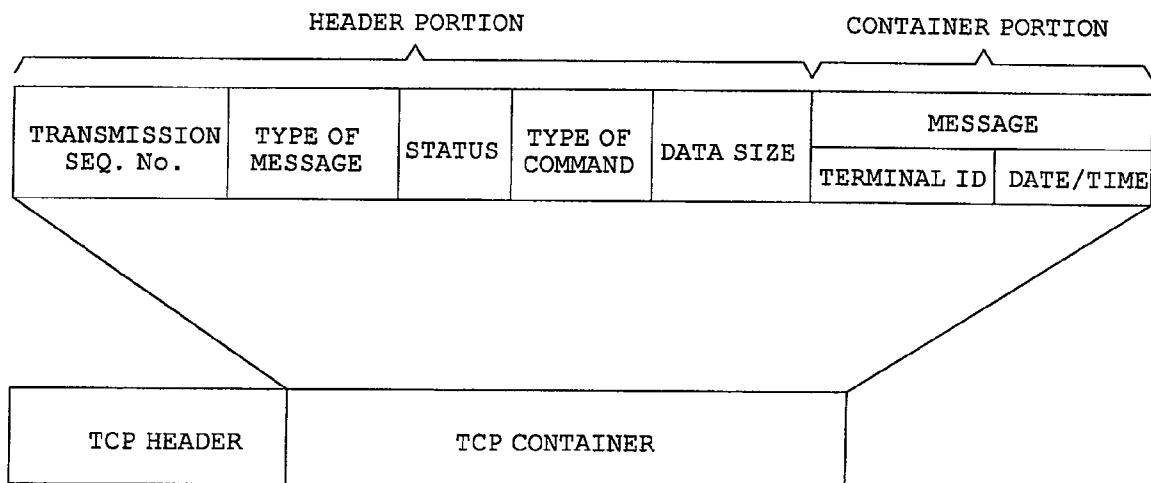 HEADER PORTION
CONTAINER PORTION
TRANSMISSION
SEQ. No.
TYPE OF
MESSAGE
STATUS
TYPE OF
COMMAND
DATA SIZE
MESSAGE
TERMINAL ID
DATE/TIME
TCP HEADER
TCP CONTAINER